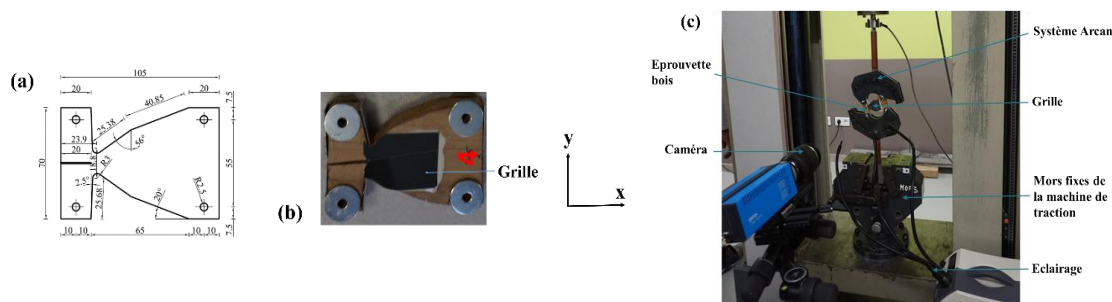 (a)
105
20
20
7.5
40.85
25.38
56°
23.9
20
R3
70
55
2.5°
25.68
20°
R2.5
10 10
65
10 10
7.5
(b)
4
Grille
y
x
(c)
Système Arcan
Eprouvette
bois
Grille
Caméra
Mors fixes de
la machine de
traction
Eclairage